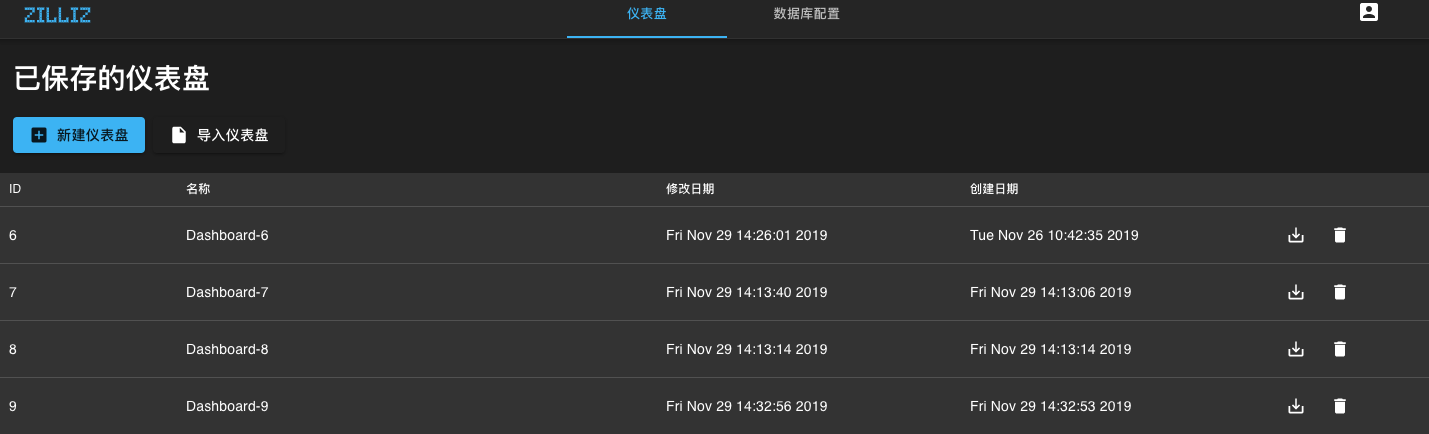 ZILLIZ 仪表盘 数据库配置
已保存的仪表盘
新建仪表盘 导入仪表盘
ID 名称 修改日期 创建日期
6 Dashboard-6 Fri Nov 29 14:26:01 2019 Tue Nov 26 10:42:35 2019
7 Dashboard-7 Fri Nov 29 14:13:40 2019 Fri Nov 29 14:13:06 2019
8 Dashboard-8 Fri Nov 29 14:13:14 2019 Fri Nov 29 14:13:14 2019
9 Dashboard-9 Fri Nov 29 14:32:56 2019 Fri Nov 29 14:32:53 2019